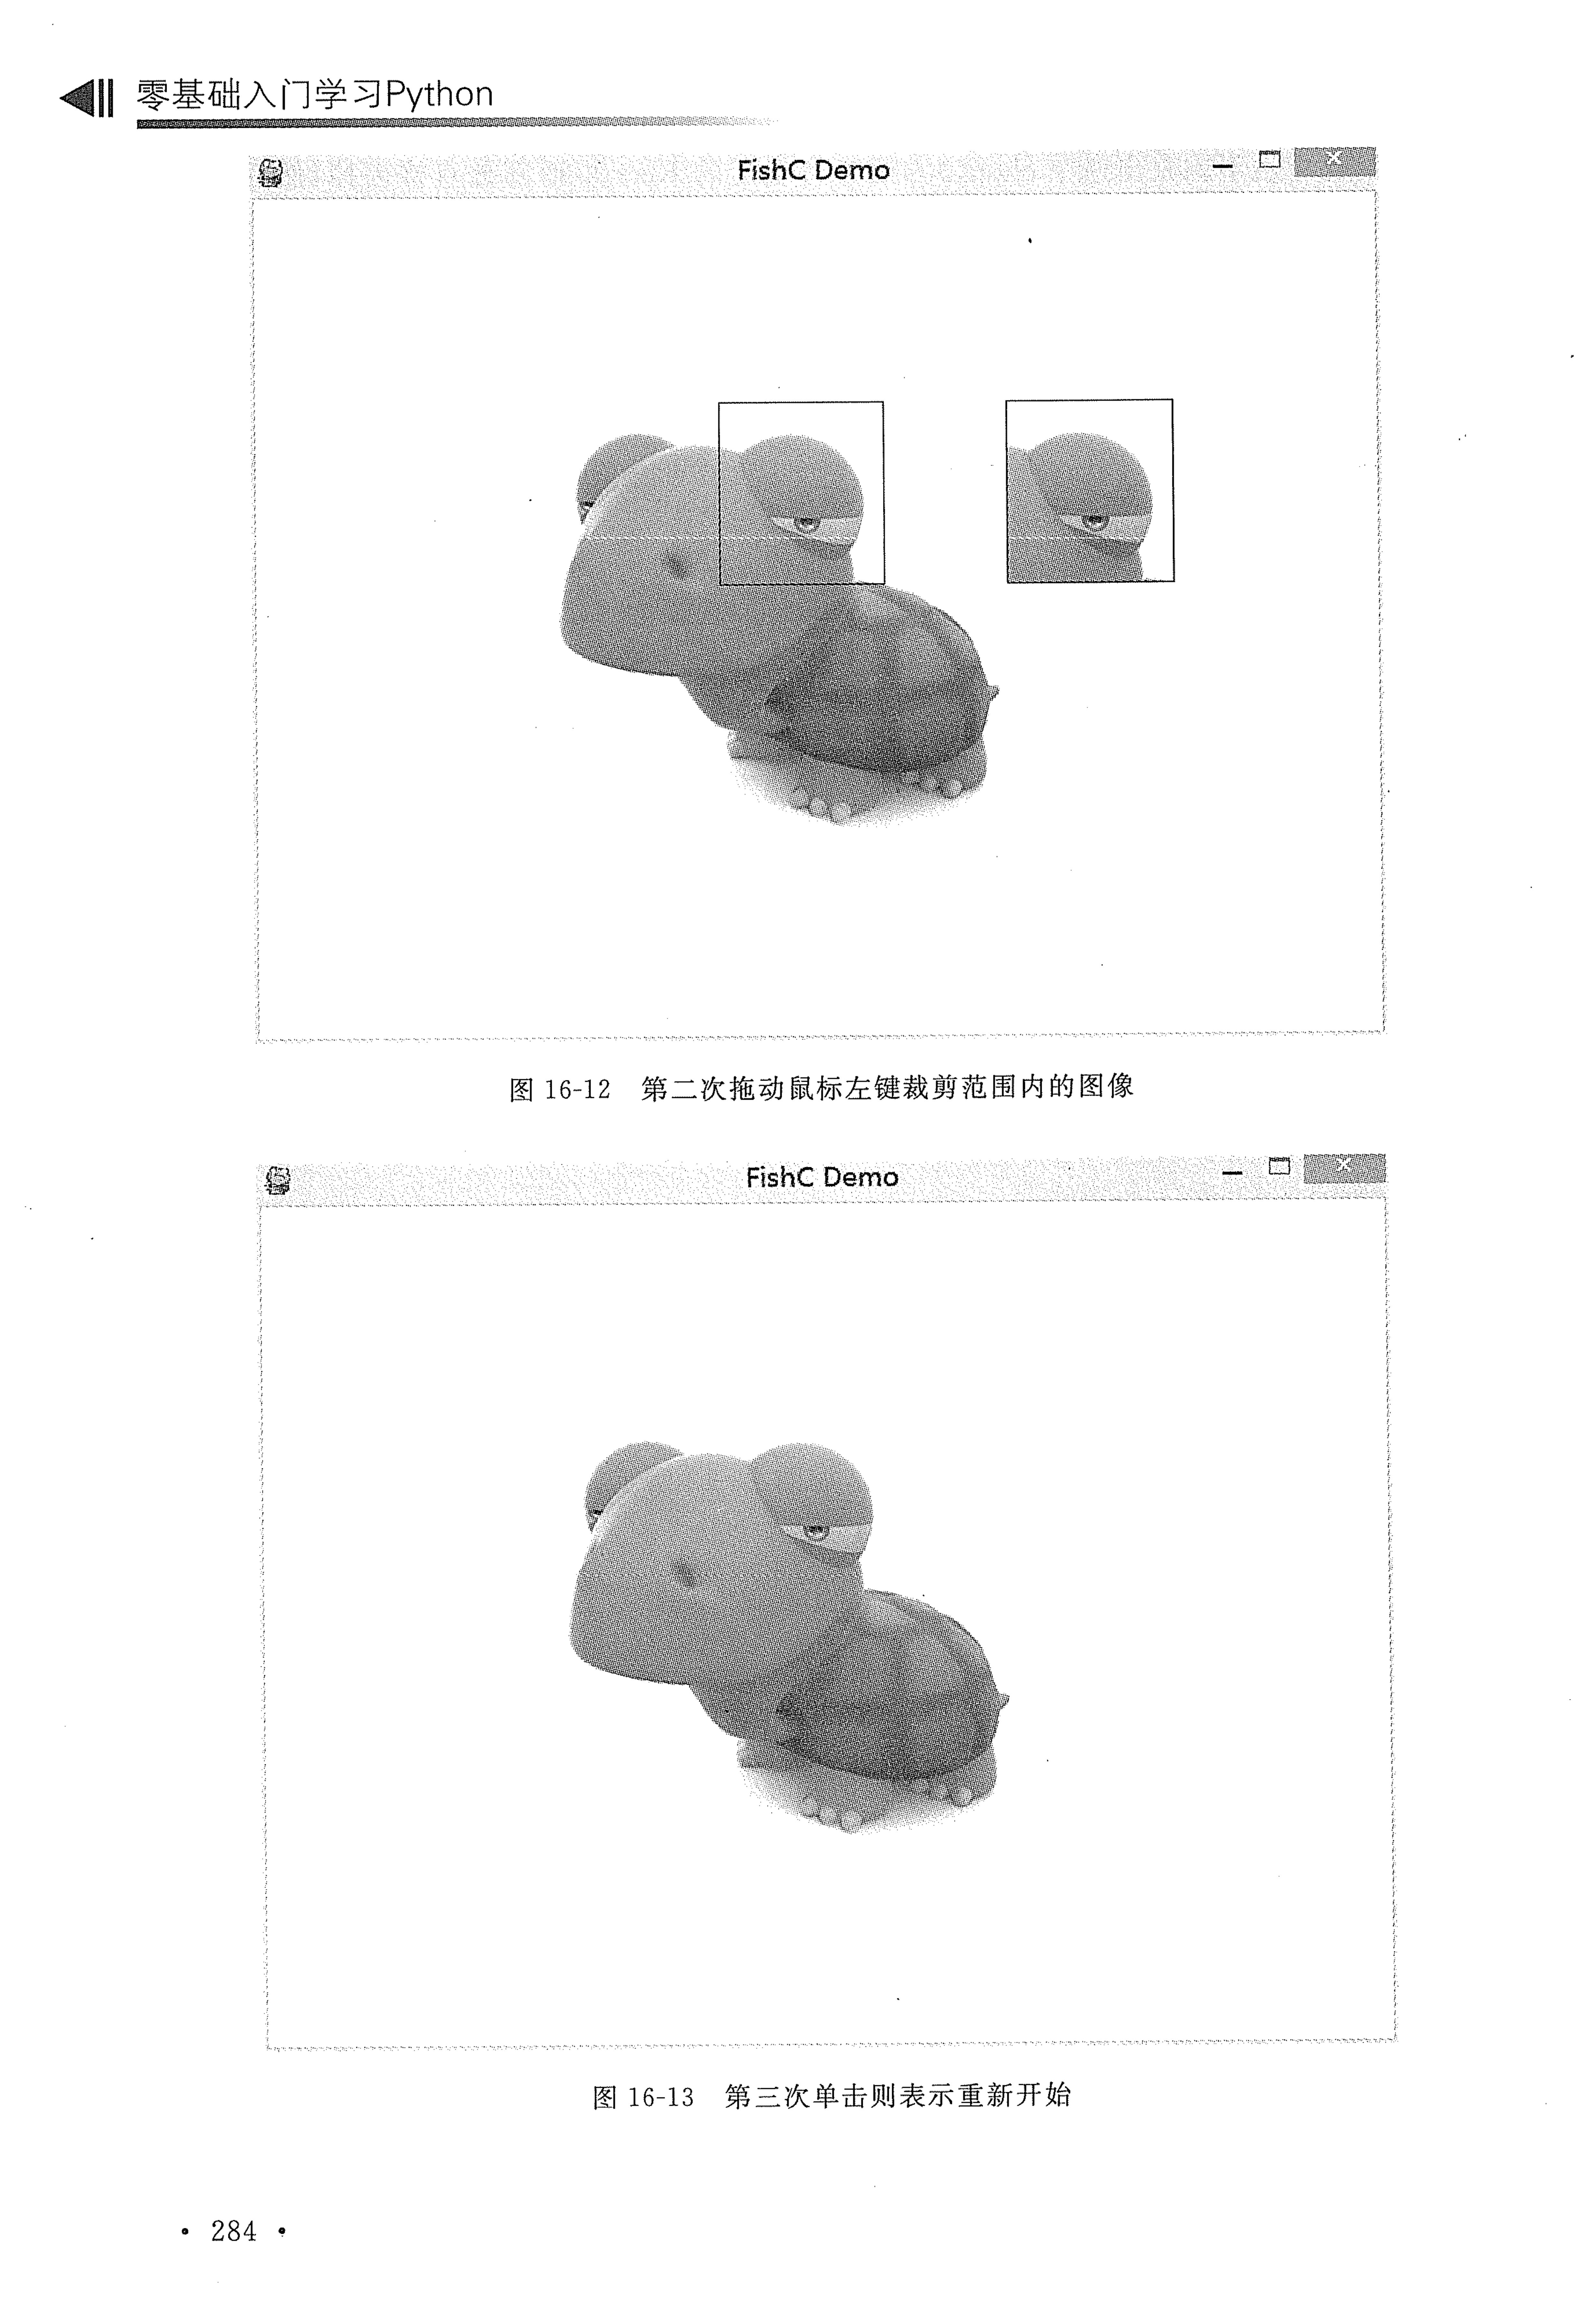 零基础入门学习Python
FishC Demo
图 16-12 第二次拖动鼠标左键裁剪范围内的图像
FishC Demo
图 16-13 第三次单击则表示重新开始
· 284 ·